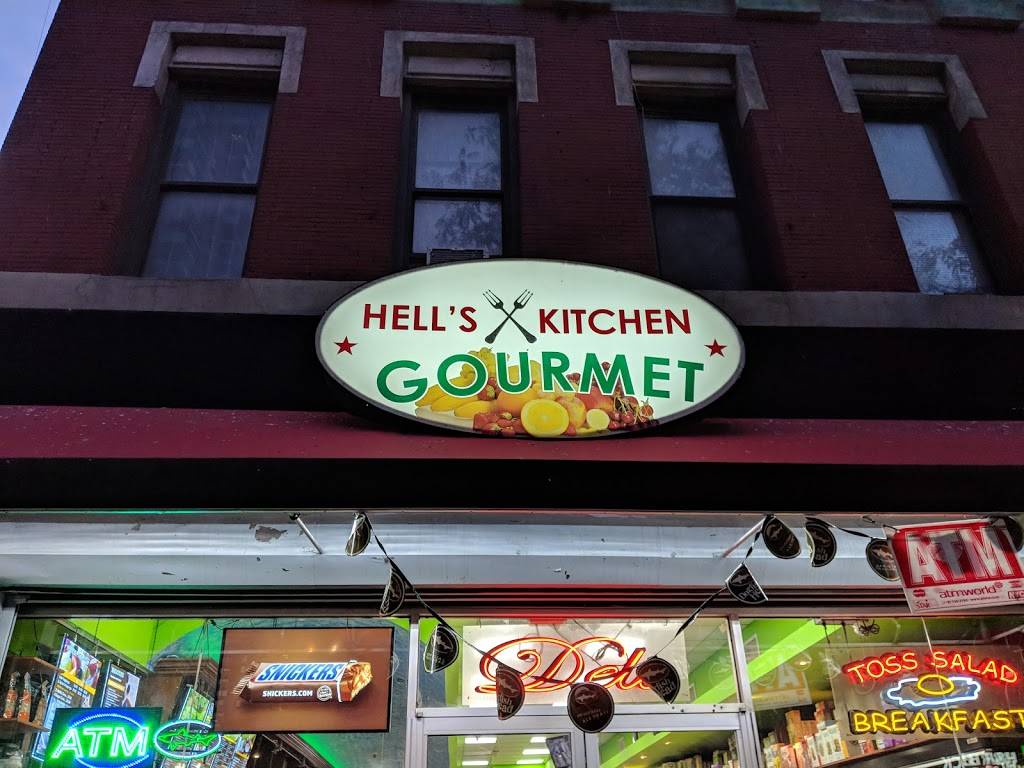 HELL'S KITCHEN
GOURMET
SNICKERS
SNICKERS.COM
Deli
ATM
atmworld
TOSS SALAD
BREAKFAST
ATM